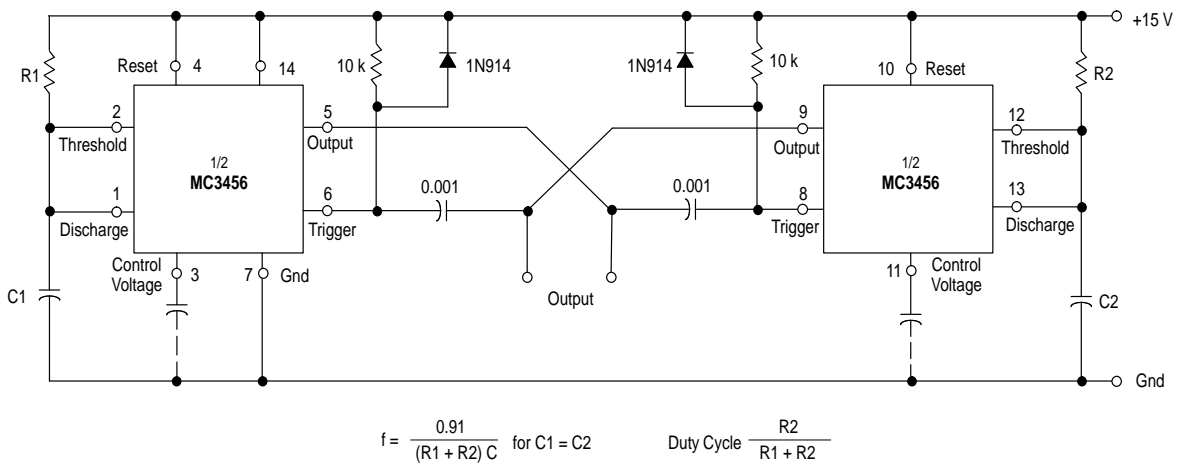 +15 V
R1
Reset
4
14
10 k
1N914
1N914
10 k
10
Reset
R2
2
Threshold
5
Output
9
Output
12
Threshold
1/2
MC3456
1/2
MC3456
1
Discharge
6
Trigger
0.001
0.001
8
Trigger
13
Discharge
Control
Voltage
3
7
Gnd
Output
11
Control
Voltage
C1
C2
Gnd
f = 0.91 / (R1 + R2) C for C1 = C2
Duty Cycle R2 / R1 + R2